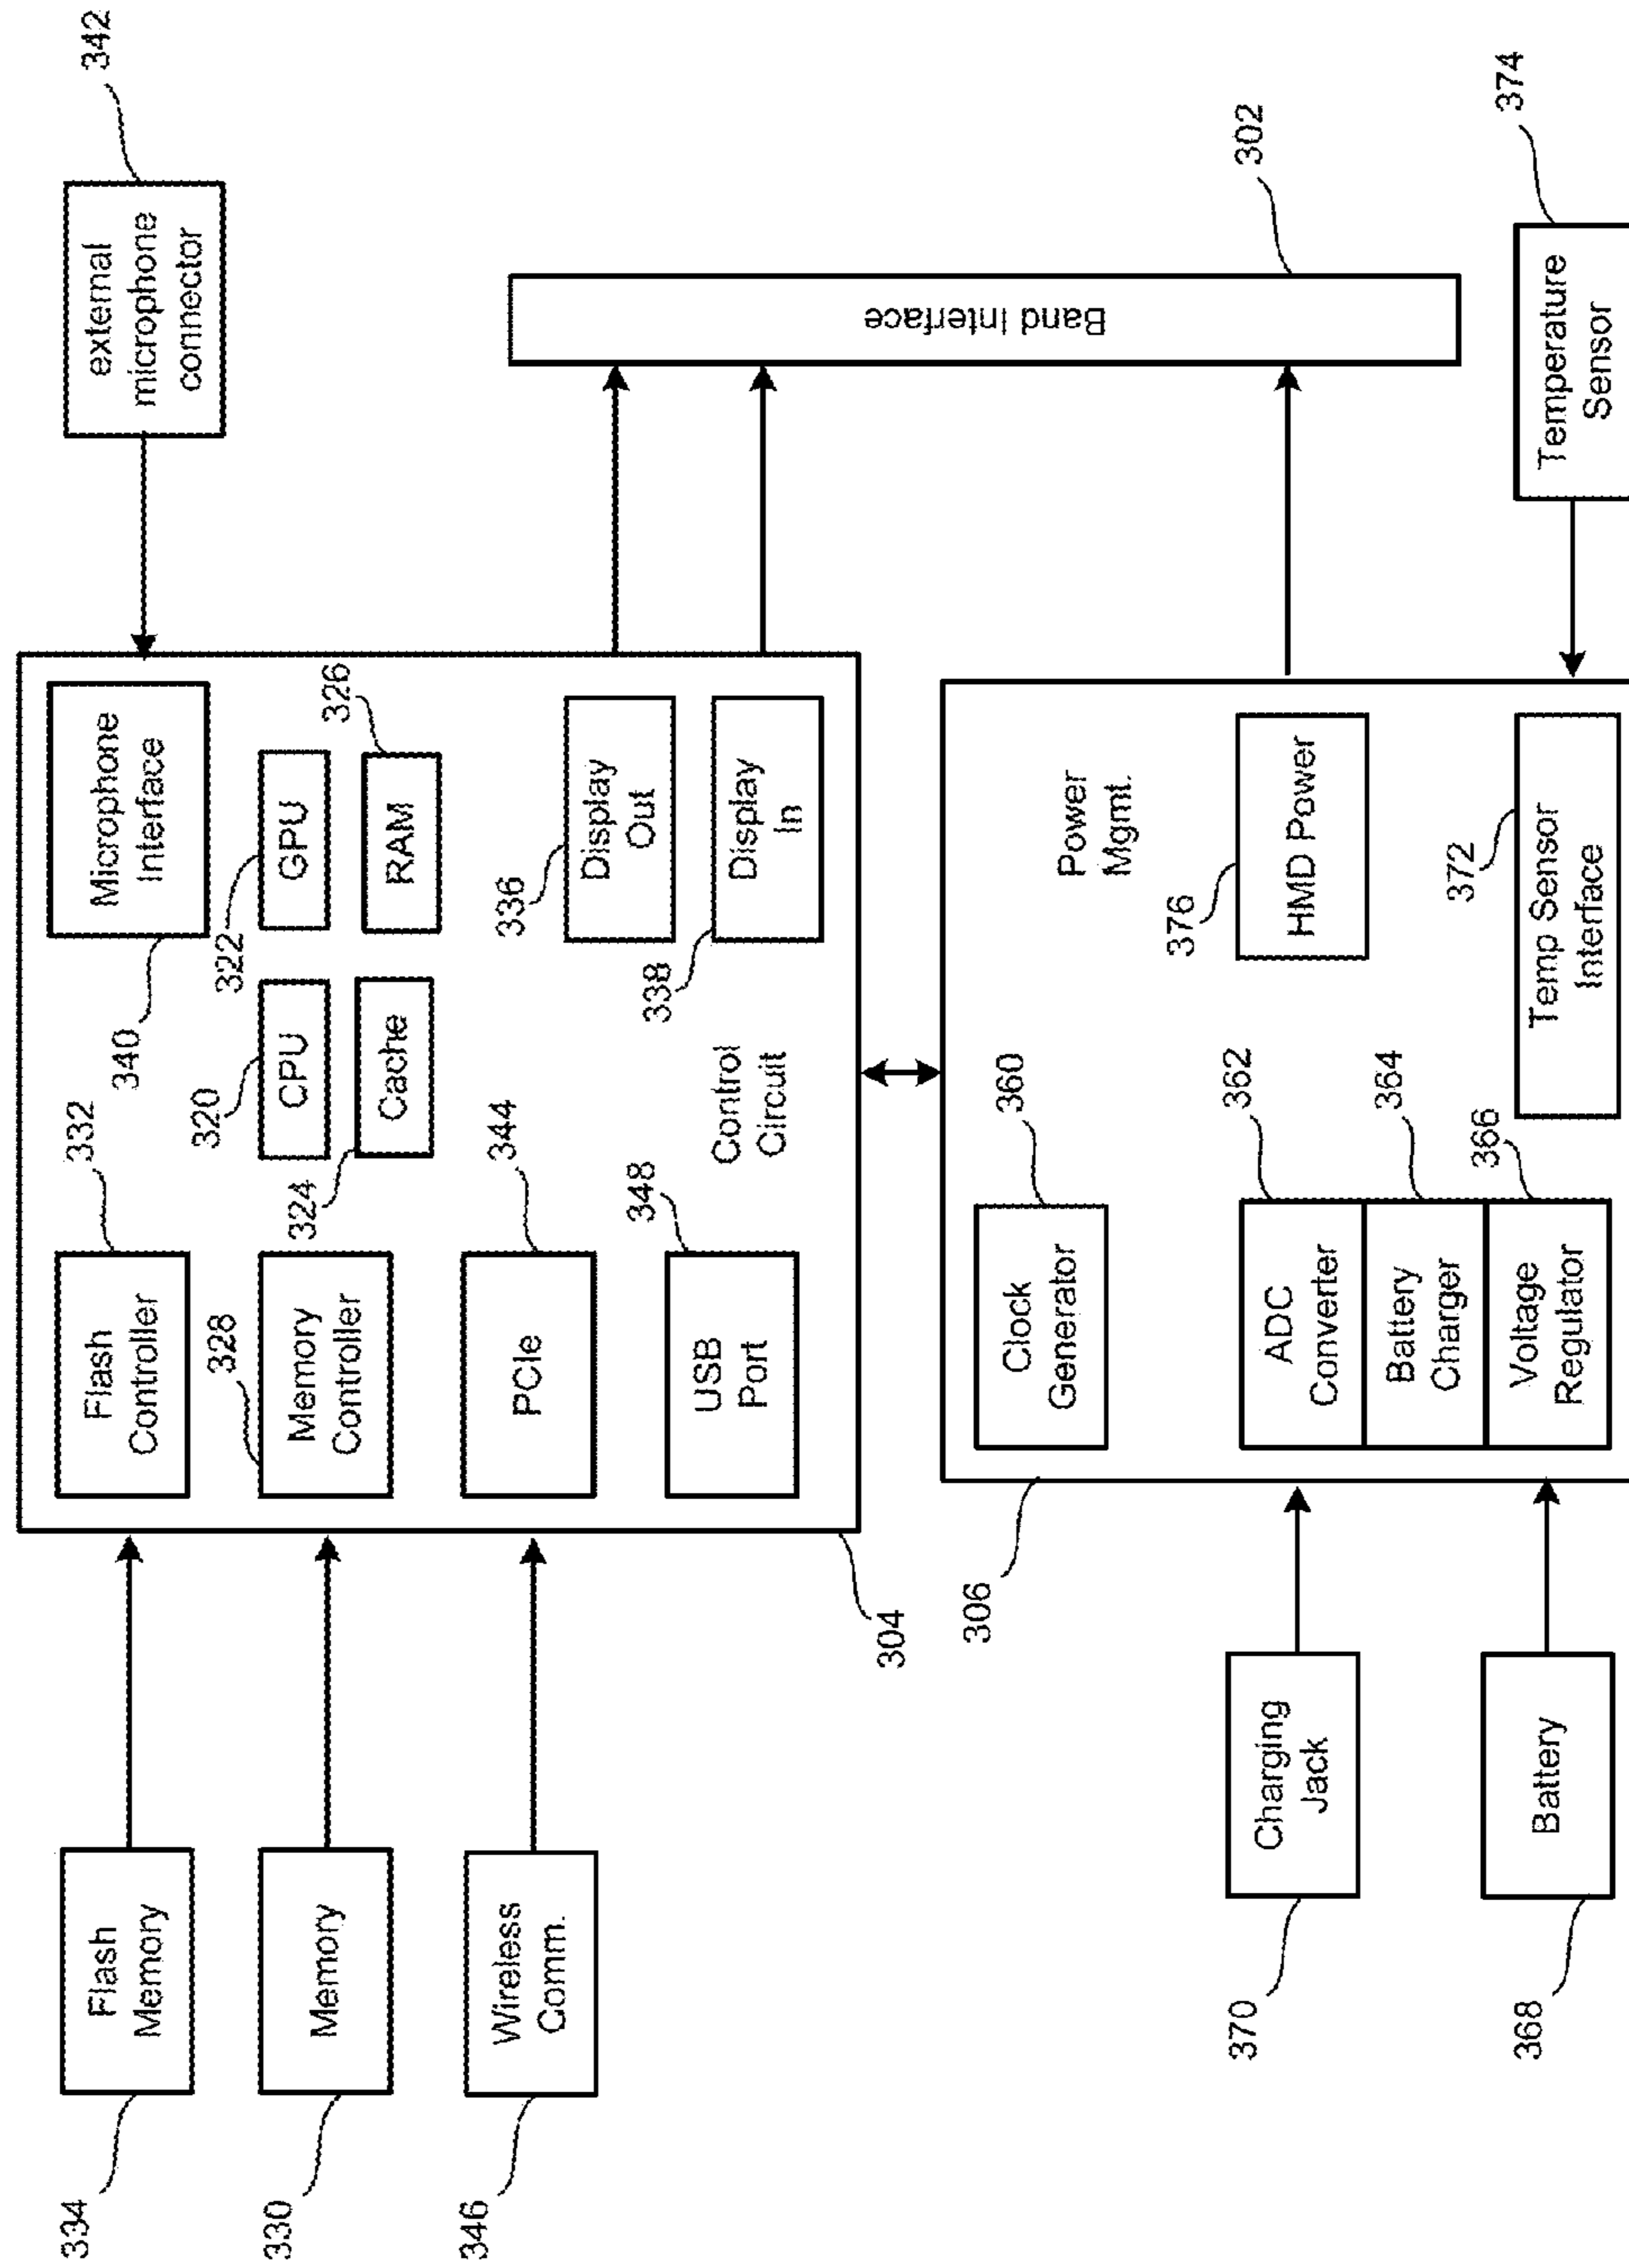 334
Flash
Memory
330
Memory
346
Wireless
Comm.
304
332
Flash
Controller
328
Memory
Controller
344
PCIe
348
USB
Port
340
Microphone
Interface
320
CPU
322
GPU
324
Cache
326
RAM
336
Display
Out
338
Display
In
Control
Circuit
342
external
microphone
connector
302
Band Interface
306
370
Charging
Jack
368
Battery
360
Clock
Generator
362
ADC
Converter
364
Battery
Charger
366
Voltage
Regulator
Power
Mgmt.
376
HMD Power
372
Temp Sensor
Interface
374
Temperature
Sensor